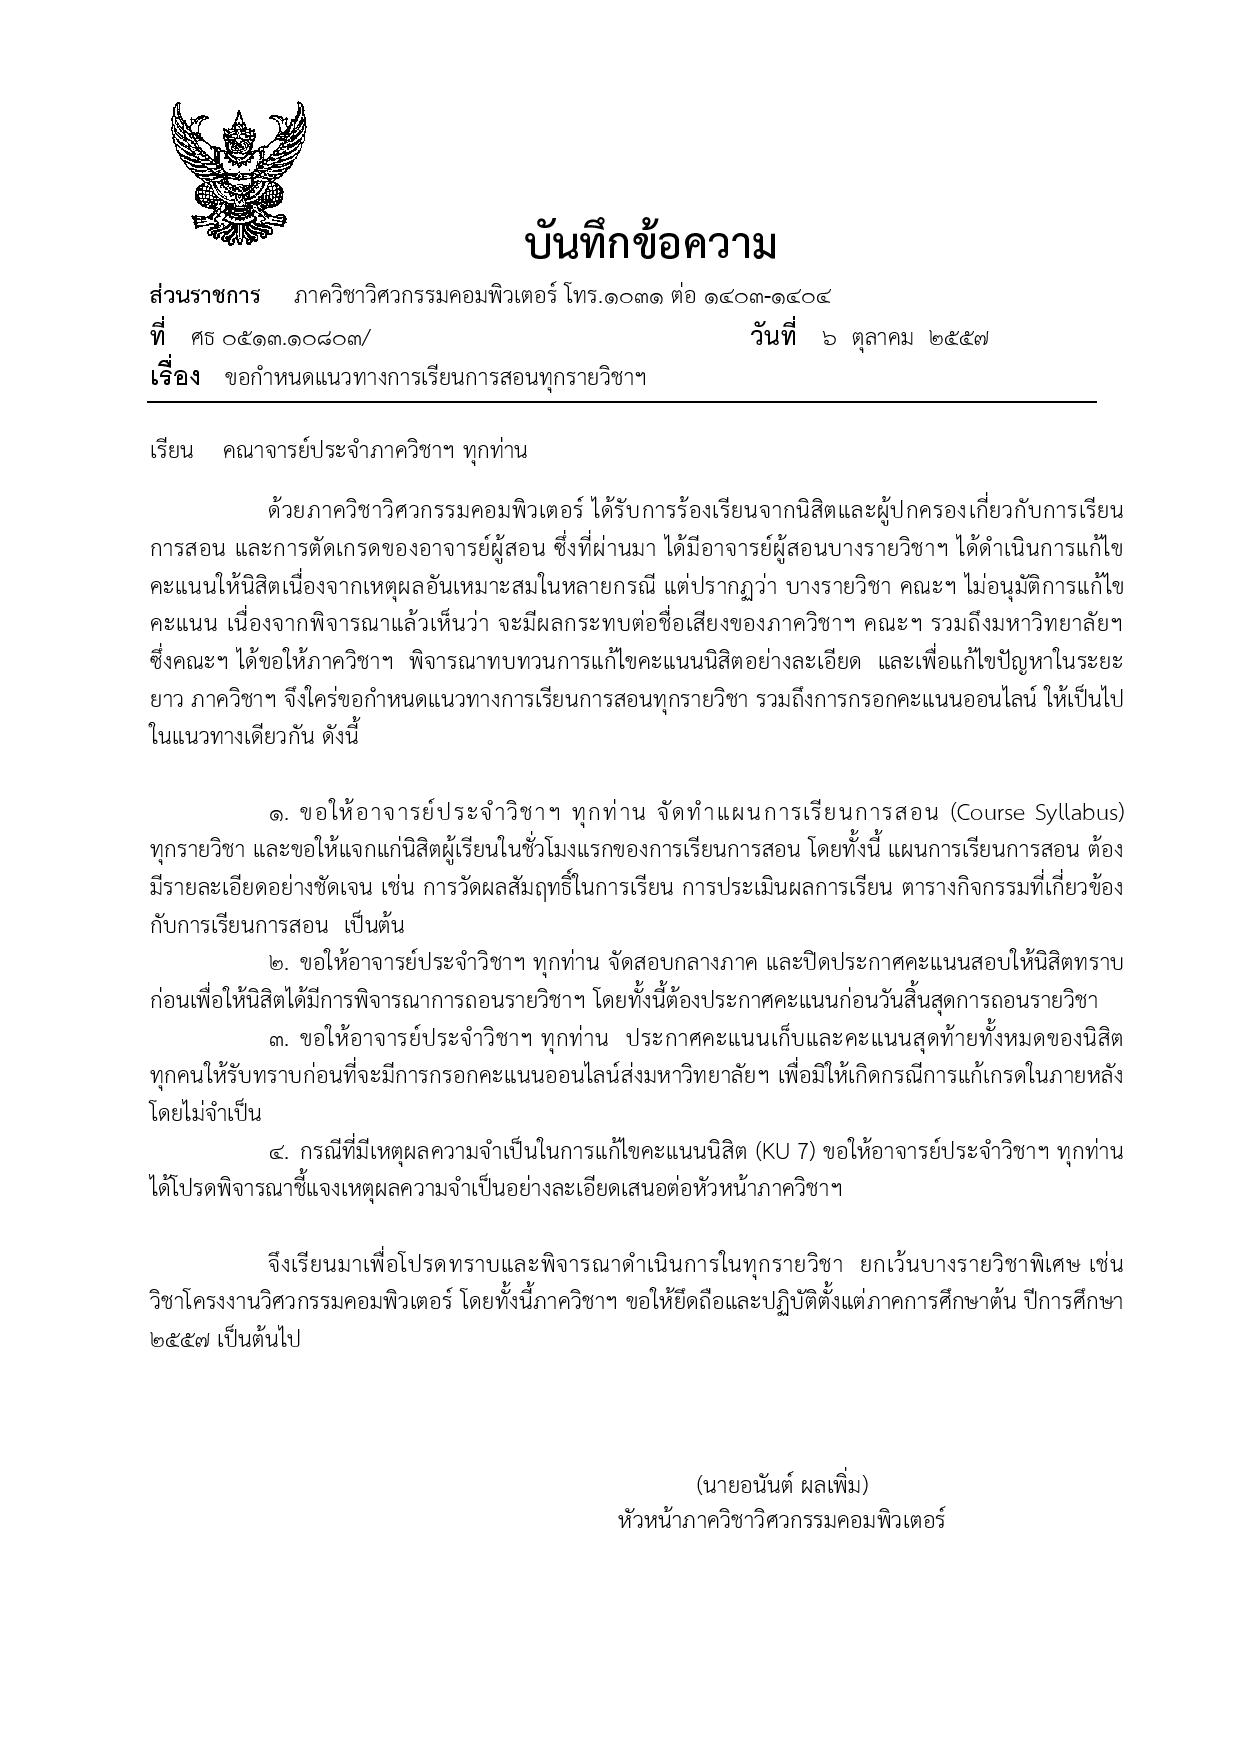 บันทึกข้อความ
ส่วนราชการ ภาควิชาวิศวกรรมคอมพิวเตอร์ โทร.๑๐๓๑ ต่อ ๑๔๐๓-๑๔๐๔
ที่ ศธ ๐๕๑๓.๑๐๘๐๓/ วันที่ ๖ ตุลาคม ๒๕๕๗
เรื่อง ขอกำหนดแนวทางการเรียนการสอนทุกรายวิชาฯ
เรียน คณาจารย์ประจำภาควิชาฯ ทุกท่าน
ด้วยภาควิชาวิศวกรรมคอมพิวเตอร์ ได้รับการร้องเรียนจากนิสิตและผู้ปกครองเกี่ยวกับการเรียน
การสอน และการตัดเกรดของอาจารย์ผู้สอน ซึ่งที่ผ่านมา ได้มีอาจารย์ผู้สอนบางรายวิชาฯ ได้ดำเนินการแก้ไข
คะแนนให้นิสิตเนื่องจากเหตุผลอันเหมาะสมในหลายกรณี แต่ปรากฏว่า บางรายวิชา คณะฯ ไม่อนุมัติการแก้ไข
คะแนน เนื่องจากพิจารณาแล้วเห็นว่า จะมีผลกระทบต่อชื่อเสียงของภาควิชาฯ คณะฯ รวมถึงมหาวิทยาลัยฯ
ซึ่งคณะฯ ได้ขอให้ภาควิชาฯ พิจารณาทบทวนการแก้ไขคะแนนนิสิตอย่างละเอียด และเพื่อแก้ไขปัญหาในระยะ
ยาว ภาควิชาฯ จึงใคร่ขอกำหนดแนวทางการเรียนการสอนทุกรายวิชา รวมถึงการกรอกคะแนนออนไลน์ ให้เป็นไป
ในแนวทางเดียวกัน ดังนี้
๑. ขอให้อาจารย์ประจำวิชาฯ ทุกท่าน จัดทำแผนการเรียนการสอน (Course Syllabus)
ทุกรายวิชา และขอให้แจกแก่นิสิตผู้เรียนในชั่วโมงแรกของการเรียนการสอน โดยทั้งนี้ แผนการเรียนการสอน ต้อง
มีรายละเอียดอย่างชัดเจน เช่น การวัดผลสัมฤทธิ์ในการเรียน การประเมินผลการเรียน ตารางกิจกรรมที่เกี่ยวข้อง
กับการเรียนการสอน เป็นต้น
๒. ขอให้อาจารย์ประจำวิชาฯ ทุกท่าน จัดสอบกลางภาค และปิดประกาศคะแนนสอบให้นิสิตทราบ
ก่อนเพื่อให้นิสิตได้มีการพิจารณาการถอนรายวิชาฯ โดยทั้งนี้ต้องประกาศคะแนนก่อนวันสิ้นสุดการถอนรายวิชา
๓. ขอให้อาจารย์ประจำวิชาฯ ทุกท่าน ประกาศคะแนนเก็บและคะแนนสุดท้ายทั้งหมดของนิสิต
ทุกคนให้รับทราบก่อนที่จะมีการกรอกคะแนนออนไลน์ส่งมหาวิทยาลัยฯ เพื่อมิให้เกิดกรณีการแก้เกรดในภายหลัง
โดยไม่จำเป็น
๔. กรณีที่มีเหตุผลความจำเป็นในการแก้ไขคะแนนนิสิต (KU 7) ขอให้อาจารย์ประจำวิชาฯ ทุกท่าน
ได้โปรดพิจารณาชี้แจงเหตุผลความจำเป็นอย่างละเอียดเสนอต่อหัวหน้าภาควิชาฯ
จึงเรียนมาเพื่อโปรดทราบและพิจารณาดำเนินการในทุกรายวิชา ยกเว้นบางรายวิชาพิเศษ เช่น
วิชาโครงงานวิศวกรรมคอมพิวเตอร์ โดยทั้งนี้ภาควิชาฯ ขอให้ยึดถือและปฏิบัติตั้งแต่ภาคการศึกษาต้น ปีการศึกษา
๒๕๕๗ เป็นต้นไป
(นายอนันต์ ผลเพิ่ม)
หัวหน้าภาควิชาวิศวกรรมคอมพิวเตอร์